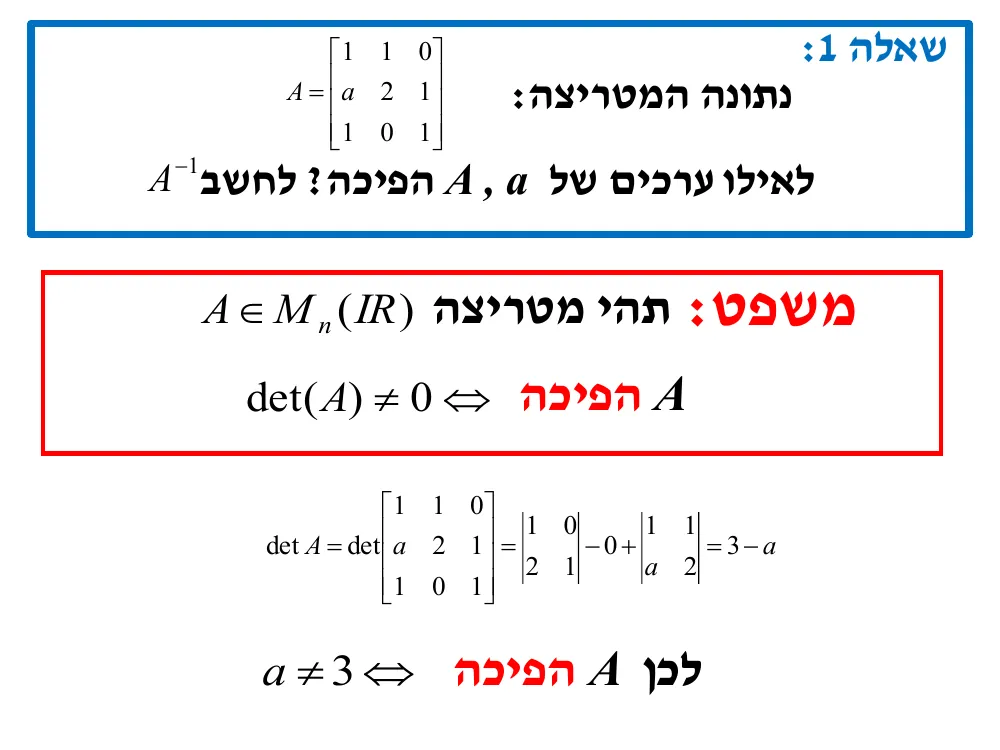 שאלה 1:
נתונה המטריצה: A = [1 1 0; a 2 1; 1 0 1]
לאילו ערכים של A , a הפיכה? לחשב A⁻¹
משפט: תהי מטריצה A ∈ Mₙ(IR)
A הפיכה ⇔ det(A) ≠ 0
det A = det [1 1 0; a 2 1; 1 0 1] = |1 0; 2 1| − 0 + |1 1; a 2| = 3 − a
לכן A הפיכה ⇔ a ≠ 3